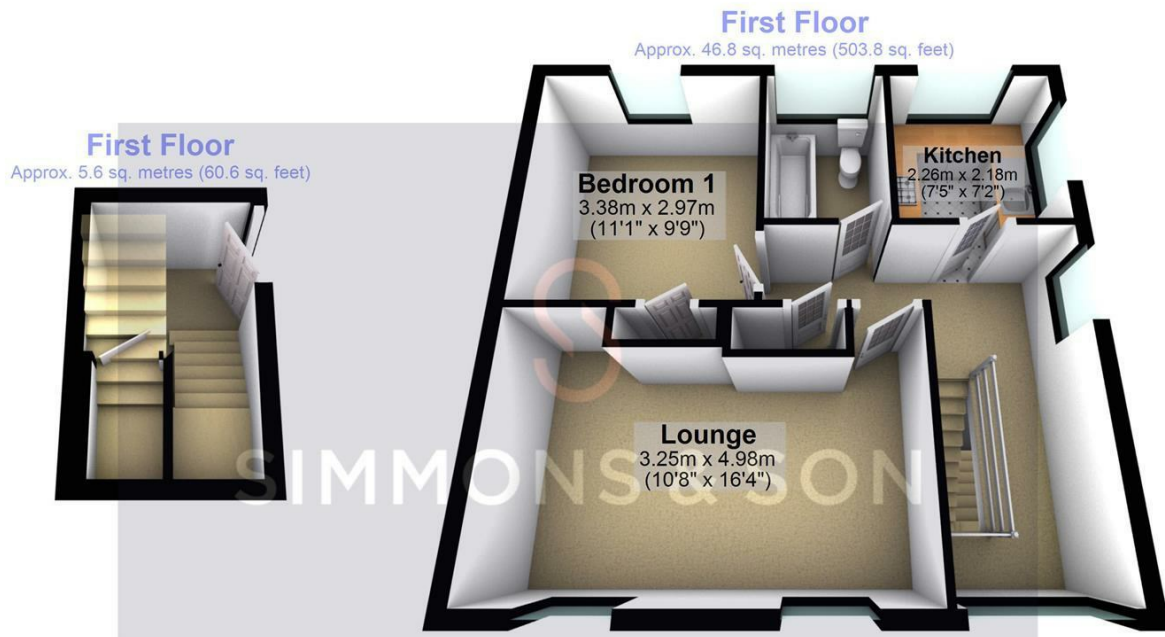 First Floor
Approx. 5.6 sq. metres (60.6 sq. feet)
First Floor
Approx. 46.8 sq. metres (503.8 sq. feet)
Bedroom 1
3.38m x 2.97m
(11'1" x 9'9")
Kitchen
2.26m x 2.18m
(7'5" x 7'2")
Lounge
3.25m x 4.98m
(10'8" x 16'4")
SIMMONS & SON